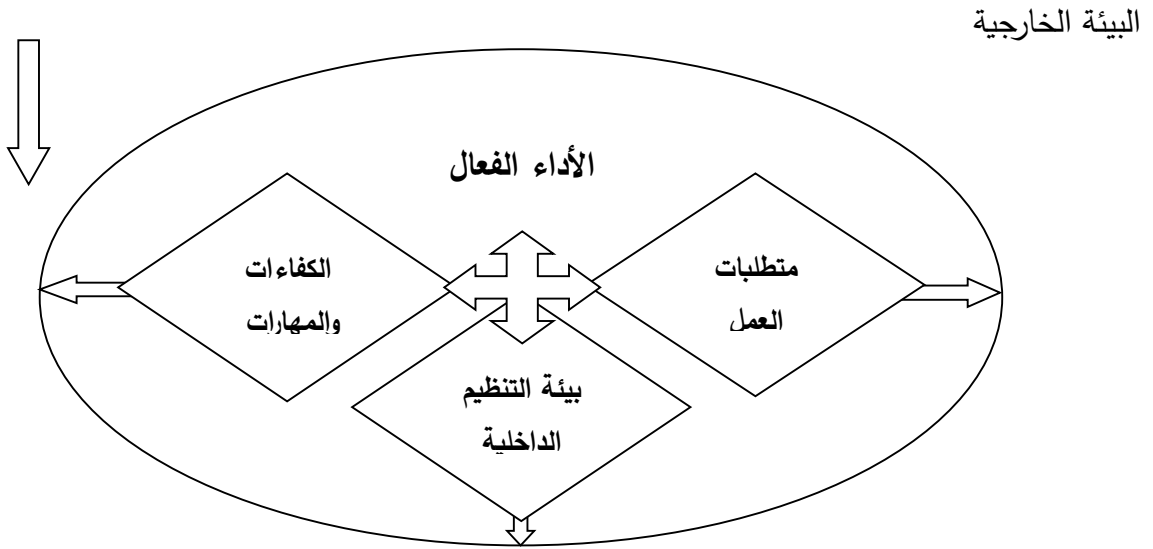 البيئة الخارجية
الأداء الفعال
متطلبات
العمل
الكفاءات
والمهارات
بيئة التنظيم
الداخلية